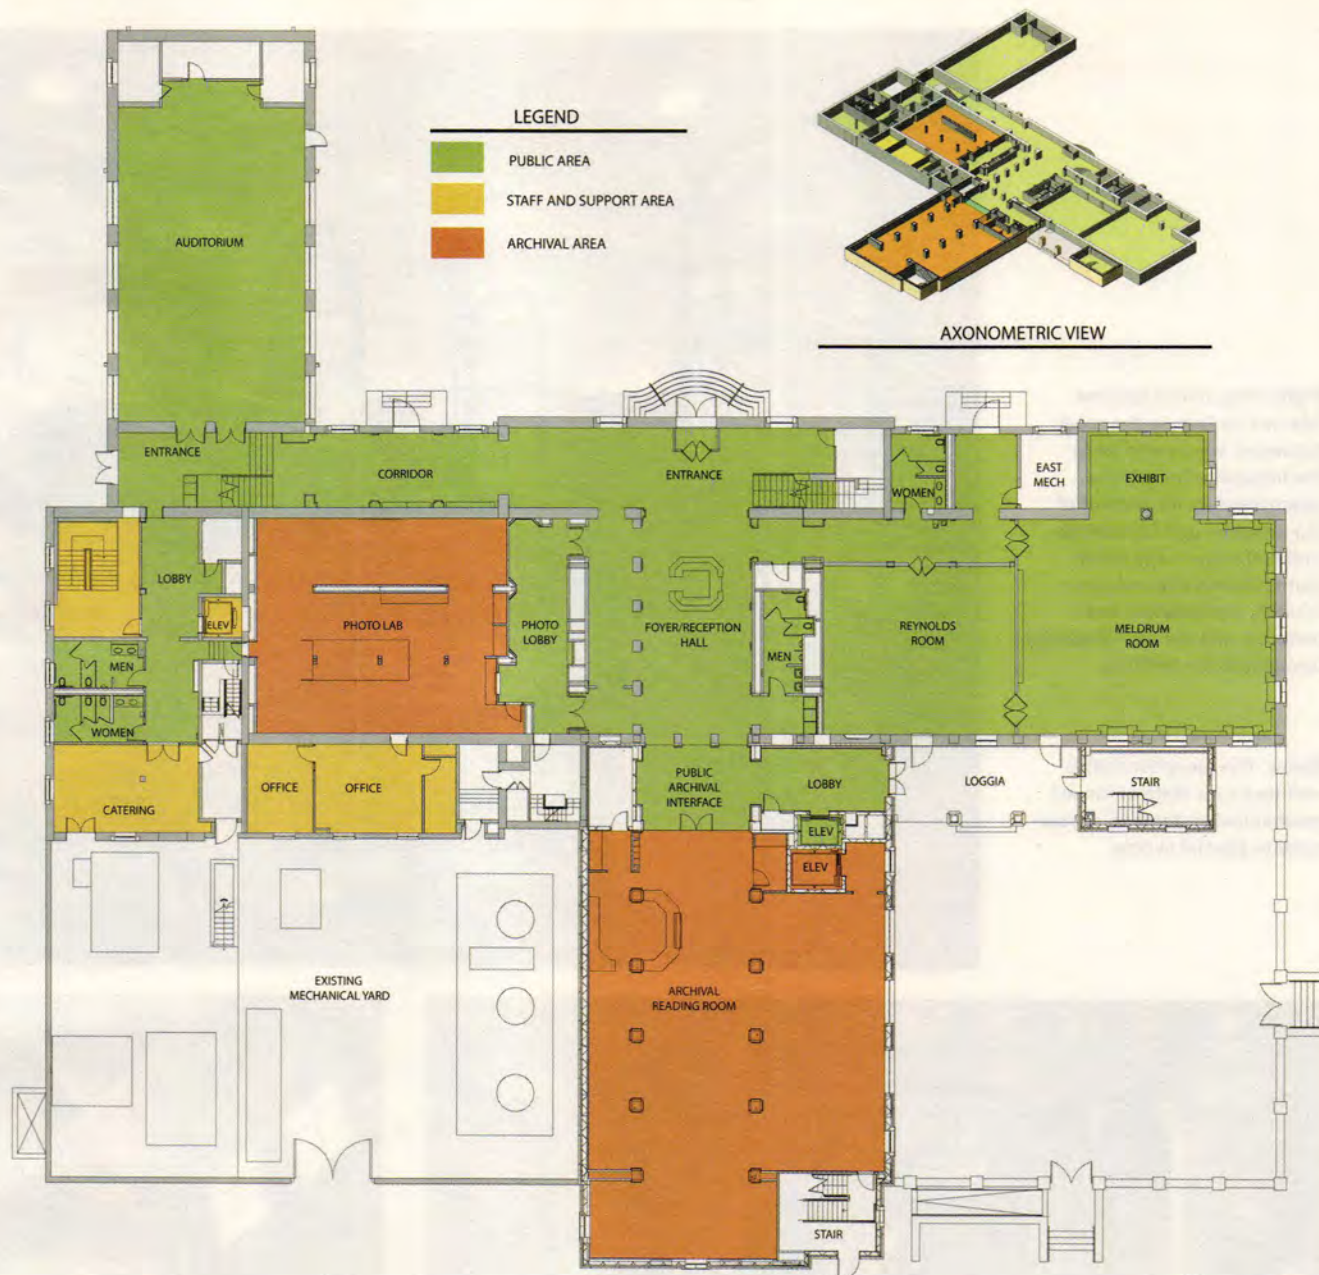 LEGEND
PUBLIC AREA
STAFF AND SUPPORT AREA
ARCHIVAL AREA
AXONOMETRIC VIEW
AUDITORIUM
ENTRANCE
CORRIDOR
ENTRANCE
WOMEN
EAST
MECH
EXHIBIT
LOBBY
ELEV
PHOTO LAB
PHOTO
LOBBY
FOYER/RECEPTION
HALL
MEN
REYNOLDS
ROOM
MELDRUM
ROOM
MEN
WOMEN
CATERING
OFFICE
OFFICE
PUBLIC
ARCHIVAL
INTERFACE
LOBBY
LOGGIA
STAIR
ELEV
ELEV
EXISTING
MECHANICAL YARD
ARCHIVAL
READING ROOM
STAIR